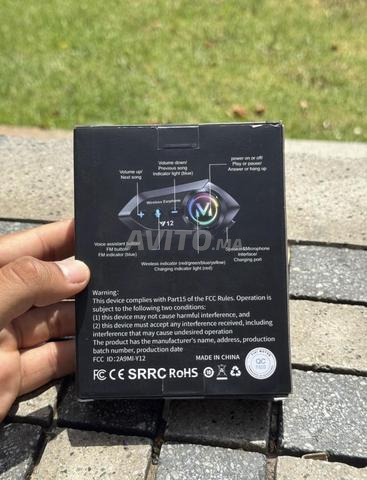 power on or off/
Play or pause/
Answer or hang up
Volume down/
Previous song
Indicator light (blue)
Volume up/
Next song
Wireless Earphone
+
-
M
Y12
AVITO.MA
Voice assistant button
FM button/
FM indicator (blue)
Speaker&Microphone
Interface/
Charging port
Wireless indicator (red/green/blue/yellow)
Charging indicator light (red)
Warning:
This device complies with Part15 of the FCC Rules. Operation is
subject to the following two conditions:
(1) this device may not cause harmful interference, and
(2) this device must accept any interference received, including
interference that may cause undesired operation
The product has the manufacturer's name, address, production
batch number, production date
FCC ID:2A9MI-Y12
MADE IN CHINA
FC CE SRRC RoHS
QC